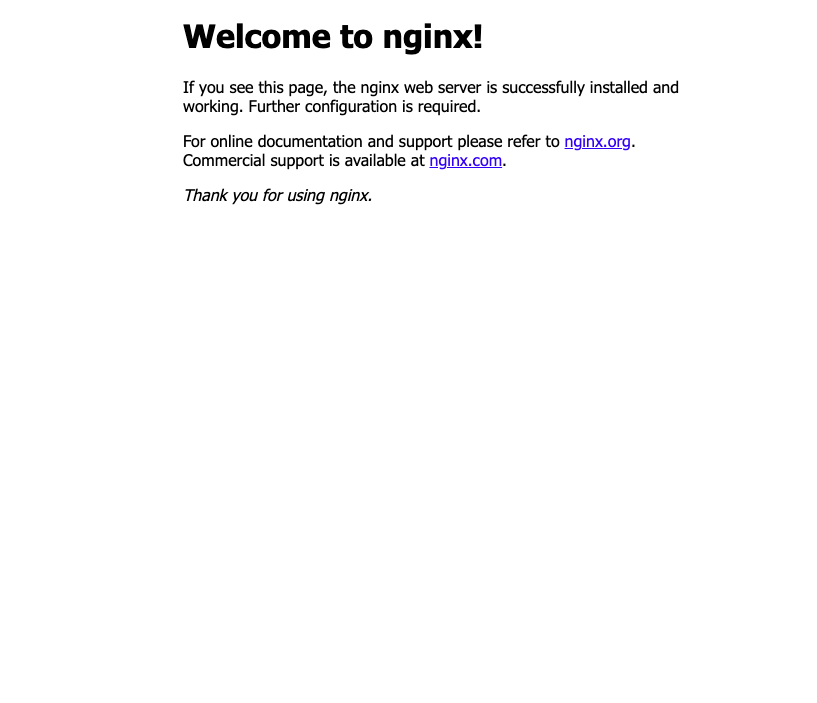 Welcome to nginx!
If you see this page, the nginx web server is successfully installed and
working. Further configuration is required.
For online documentation and support please refer to nginx.org.
Commercial support is available at nginx.com.
Thank you for using nginx.